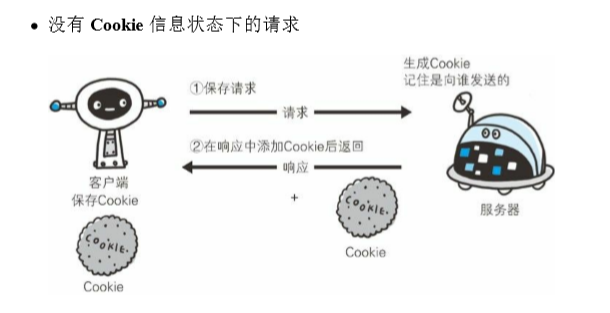 • 没有 Cookie 信息状态下的请求
生成Cookie
记住是向谁发送的
①保存请求
请求
②在响应中添加Cookie后返回
响应
客户端
保存Cookie
+
COOKIE.
服务器
Cookie
COOKIE.
Cookie